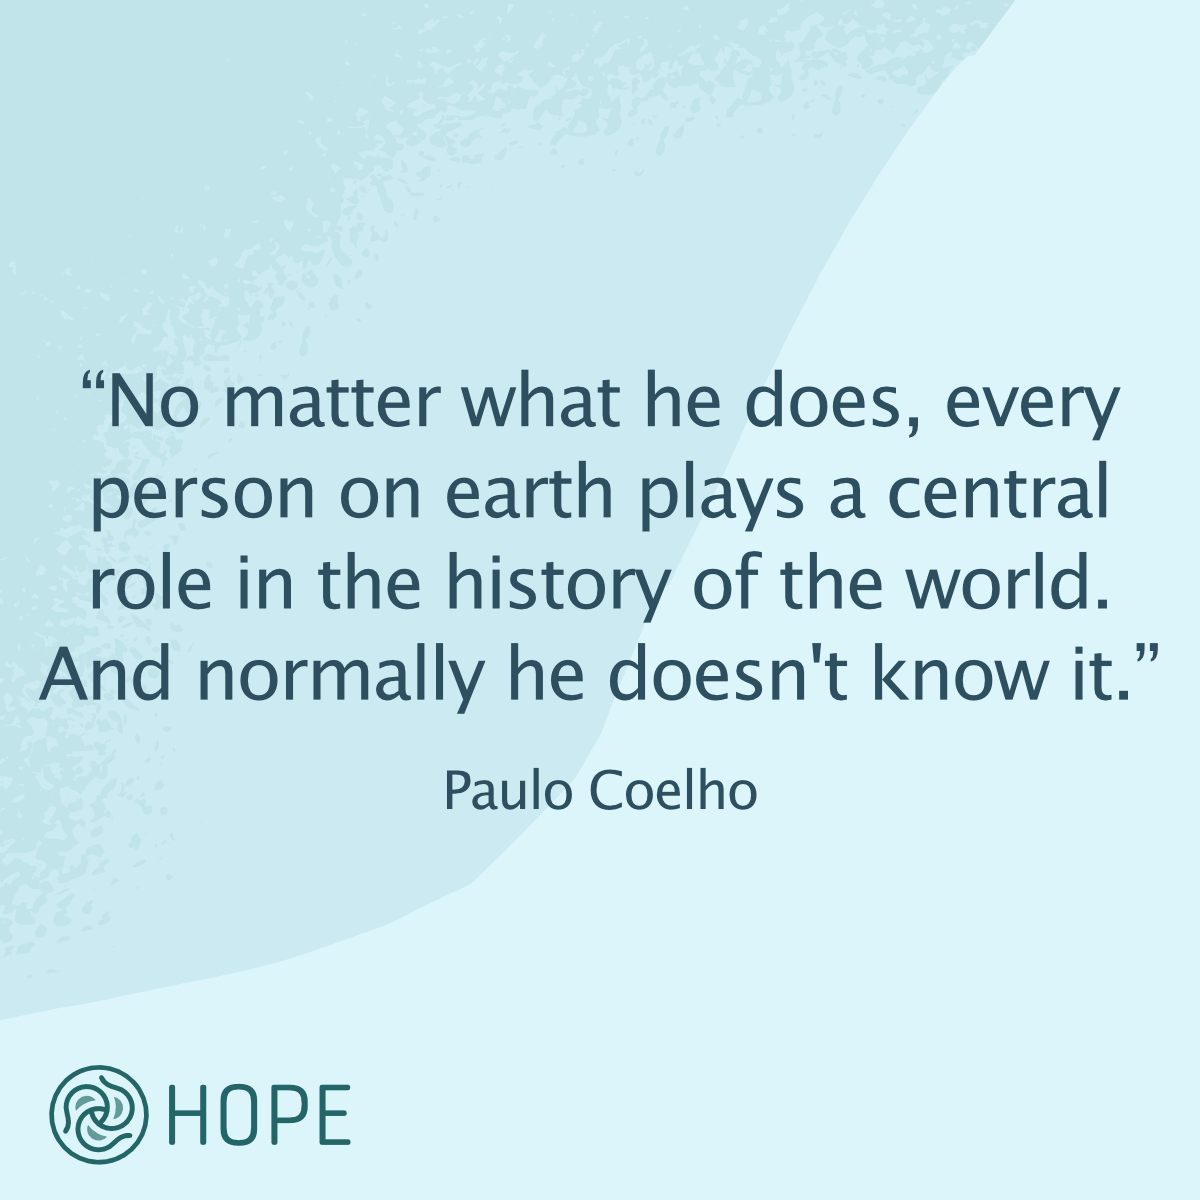 “No matter what he does, every
person on earth plays a central
role in the history of the world.
And normally he doesn't know it.”
Paulo Coelho
HOPE